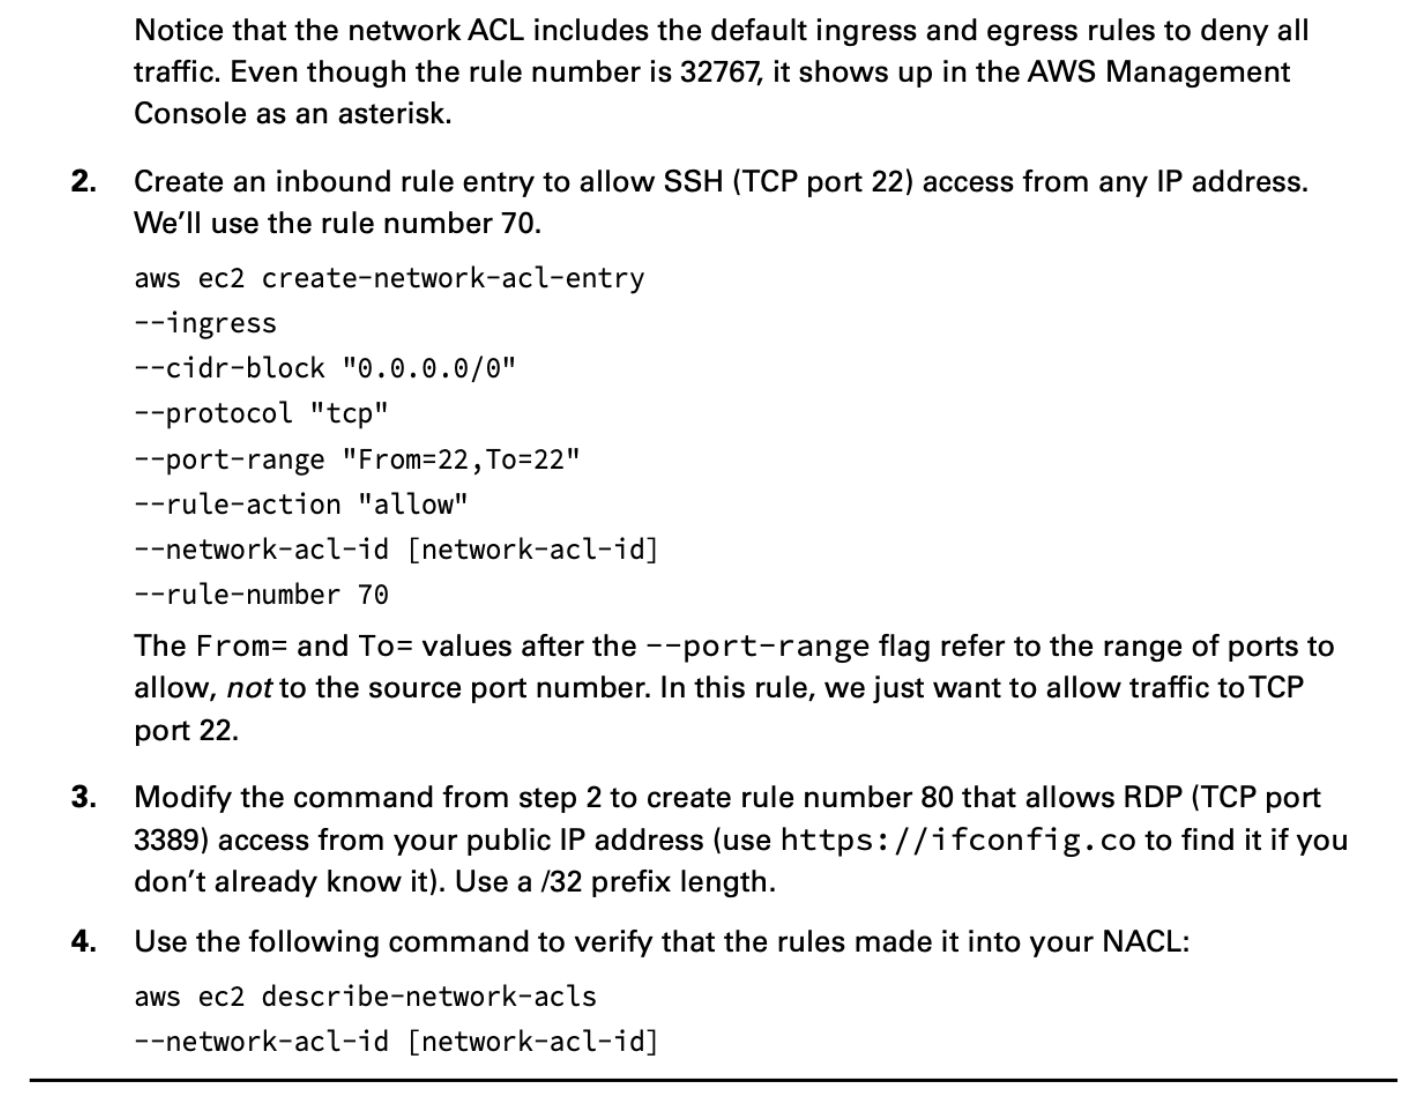 Notice that the network ACL includes the default ingress and egress rules to deny all
traffic. Even though the rule number is 32767, it shows up in the AWS Management
Console as an asterisk.
2. Create an inbound rule entry to allow SSH (TCP port 22) access from any IP address.
We'll use the rule number 70.
aws ec2 create-network-acl-entry
--ingress
--cidr-block "0.0.0.0/0"
--protocol "tcp"
--port-range "From=22,To=22"
--rule-action "allow"
--network-acl-id [network-acl-id]
--rule-number 70
The From= and To= values after the --port-range flag refer to the range of ports to
allow, not to the source port number. In this rule, we just want to allow traffic to TCP
port 22.
3. Modify the command from step 2 to create rule number 80 that allows RDP (TCP port
3389) access from your public IP address (use https://ifconfig.co to find it if you
don't already know it). Use a /32 prefix length.
4. Use the following command to verify that the rules made it into your NACL:
aws ec2 describe-network-acls
--network-acl-id [network-acl-id]